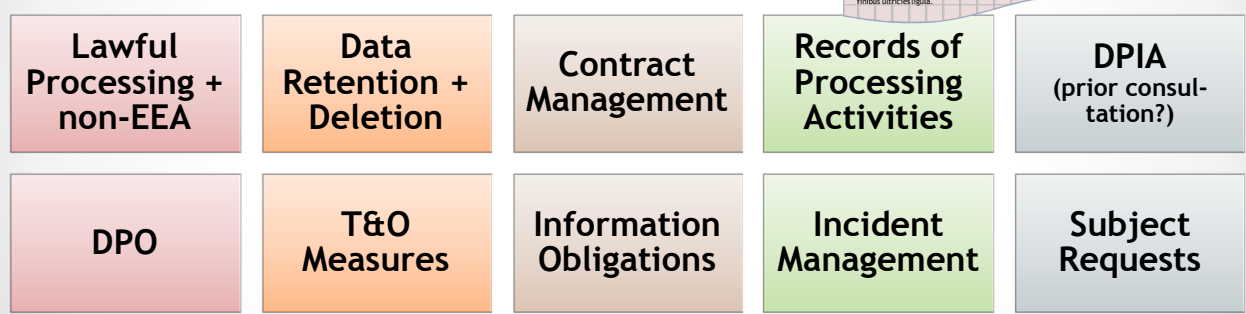 finibus ultricies ligula.
Lawful
Processing +
non-EEA
Data
Retention +
Deletion
Contract
Management
Records of
Processing
Activities
DPIA
(prior consul-
tation?)
DPO
T&O
Measures
Information
Obligations
Incident
Management
Subject
Requests